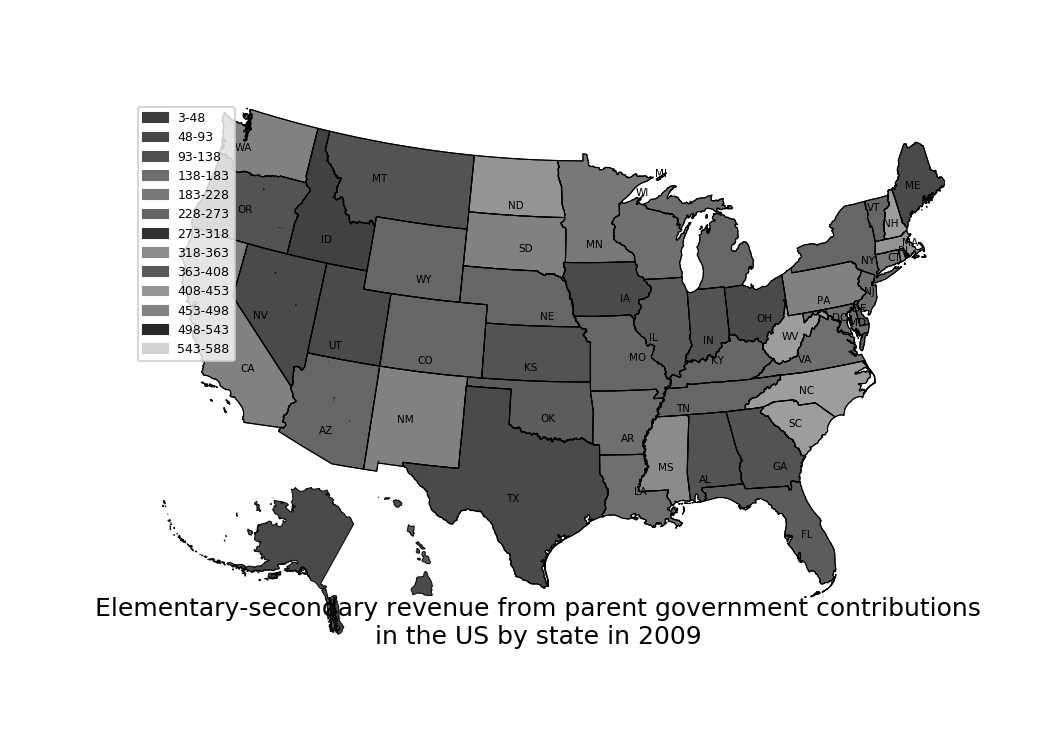 3-48
48-93
93-138
138-183
183-228
228-273
273-318
318-363
363-408
408-453
453-498
498-543
543-588
WA
OR
CA
NV
ID
MT
WY
UT
AZ
CO
NM
ND
SD
NE
KS
OK
TX
MN
IA
MO
AR
LA
WI
MI
IL
IN
OH
KY
TN
MS
AL
GA
FL
SC
NC
VA
WV
PA
NY
VT
NH
ME
MA
CT
NJ
DE
MD
DC
Elementary-secondary revenue from parent government contributions
in the US by state in 2009